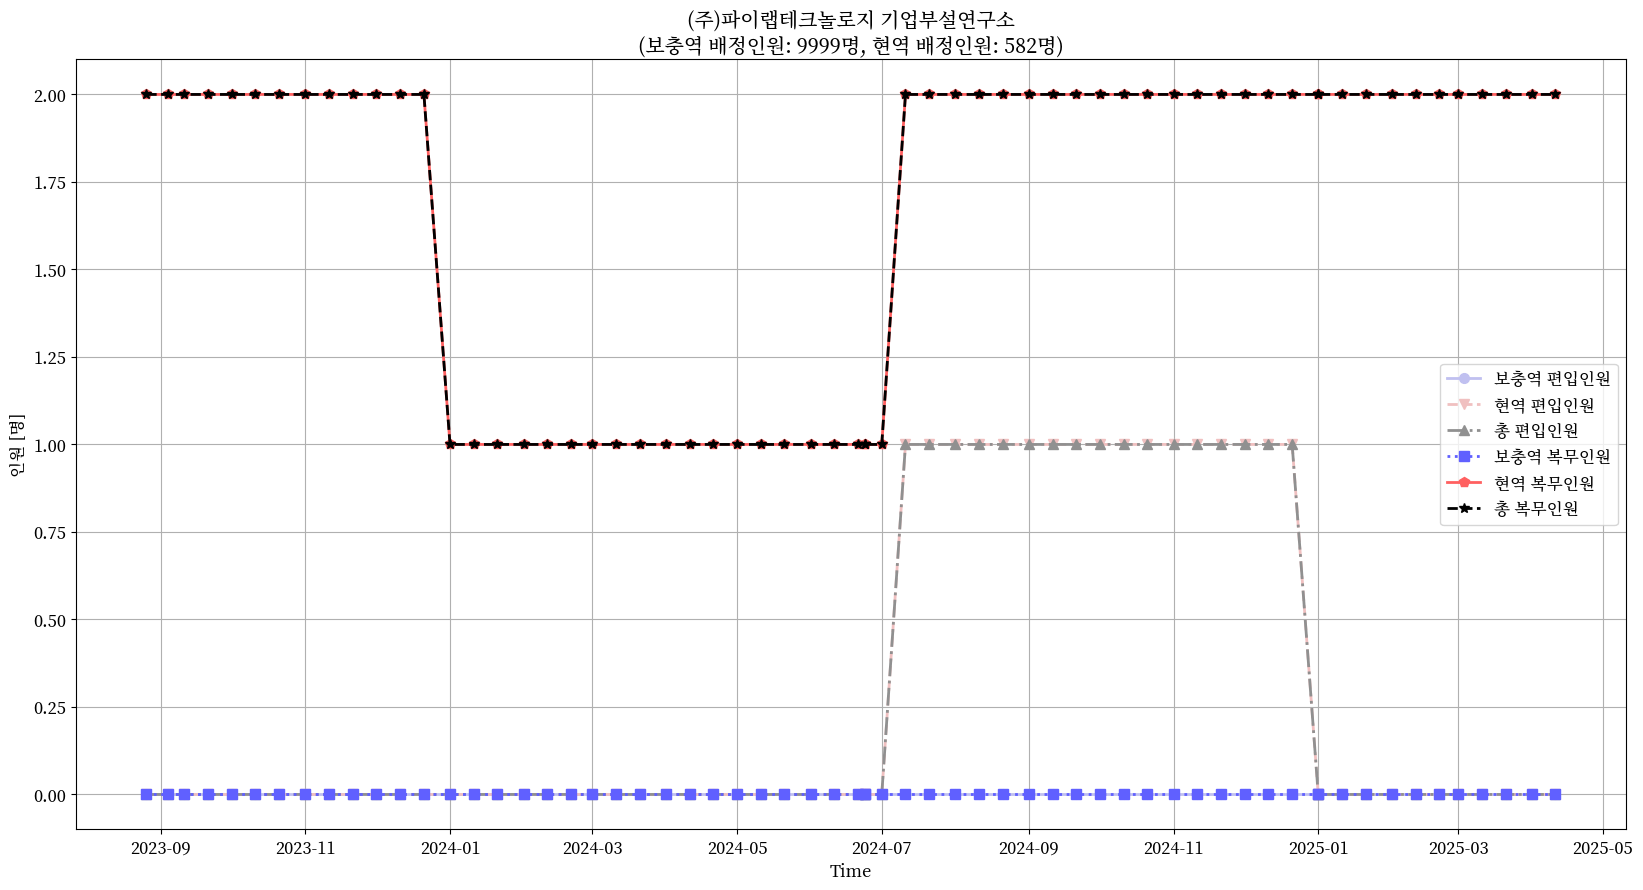 (주)파이랩테크놀로지 기업부설연구소
(보충역 배정인원: 9999명, 현역 배정인원: 582명)
2.00
1.75
1.50
1.25
1.00
0.75
0.50
0.25
0.00
인원 [명]
보충역 편입인원
현역 편입인원
총 편입인원
보충역 복무인원
현역 복무인원
총 복무인원
2023-09 2023-11 2024-01 2024-03 2024-05 2024-07 2024-09 2024-11 2025-01 2025-03 2025-05
Time